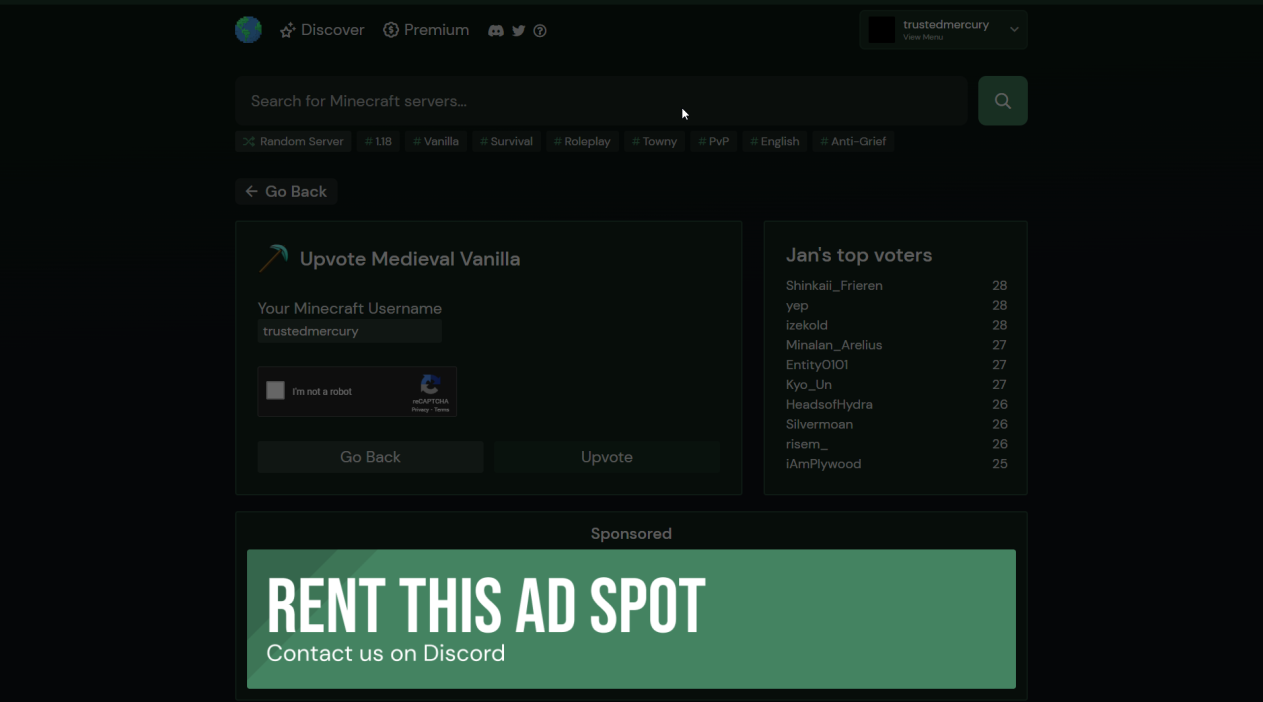 Discover Premium
trustedmercury
View Menu
Search for Minecraft servers...
Random Server # 1.18 # Vanilla # Survival # Roleplay # Towny # PvP # English # Anti-Grief
Go Back
Upvote Medieval Vanilla
Your Minecraft Username
trustedmercury
I'm not a robot
reCAPTCHA
Privacy - Terms
Go Back Upvote
Jan's top voters
Shinkaii_Frieren 28
yep 28
izekold 28
Minalan_Arelius 27
Entity0101 27
Kyo_Un 27
HeadsofHydra 26
Silvermoan 26
risem_ 26
iAmPlywood 25
Sponsored
RENT THIS AD SPOT
Contact us on Discord